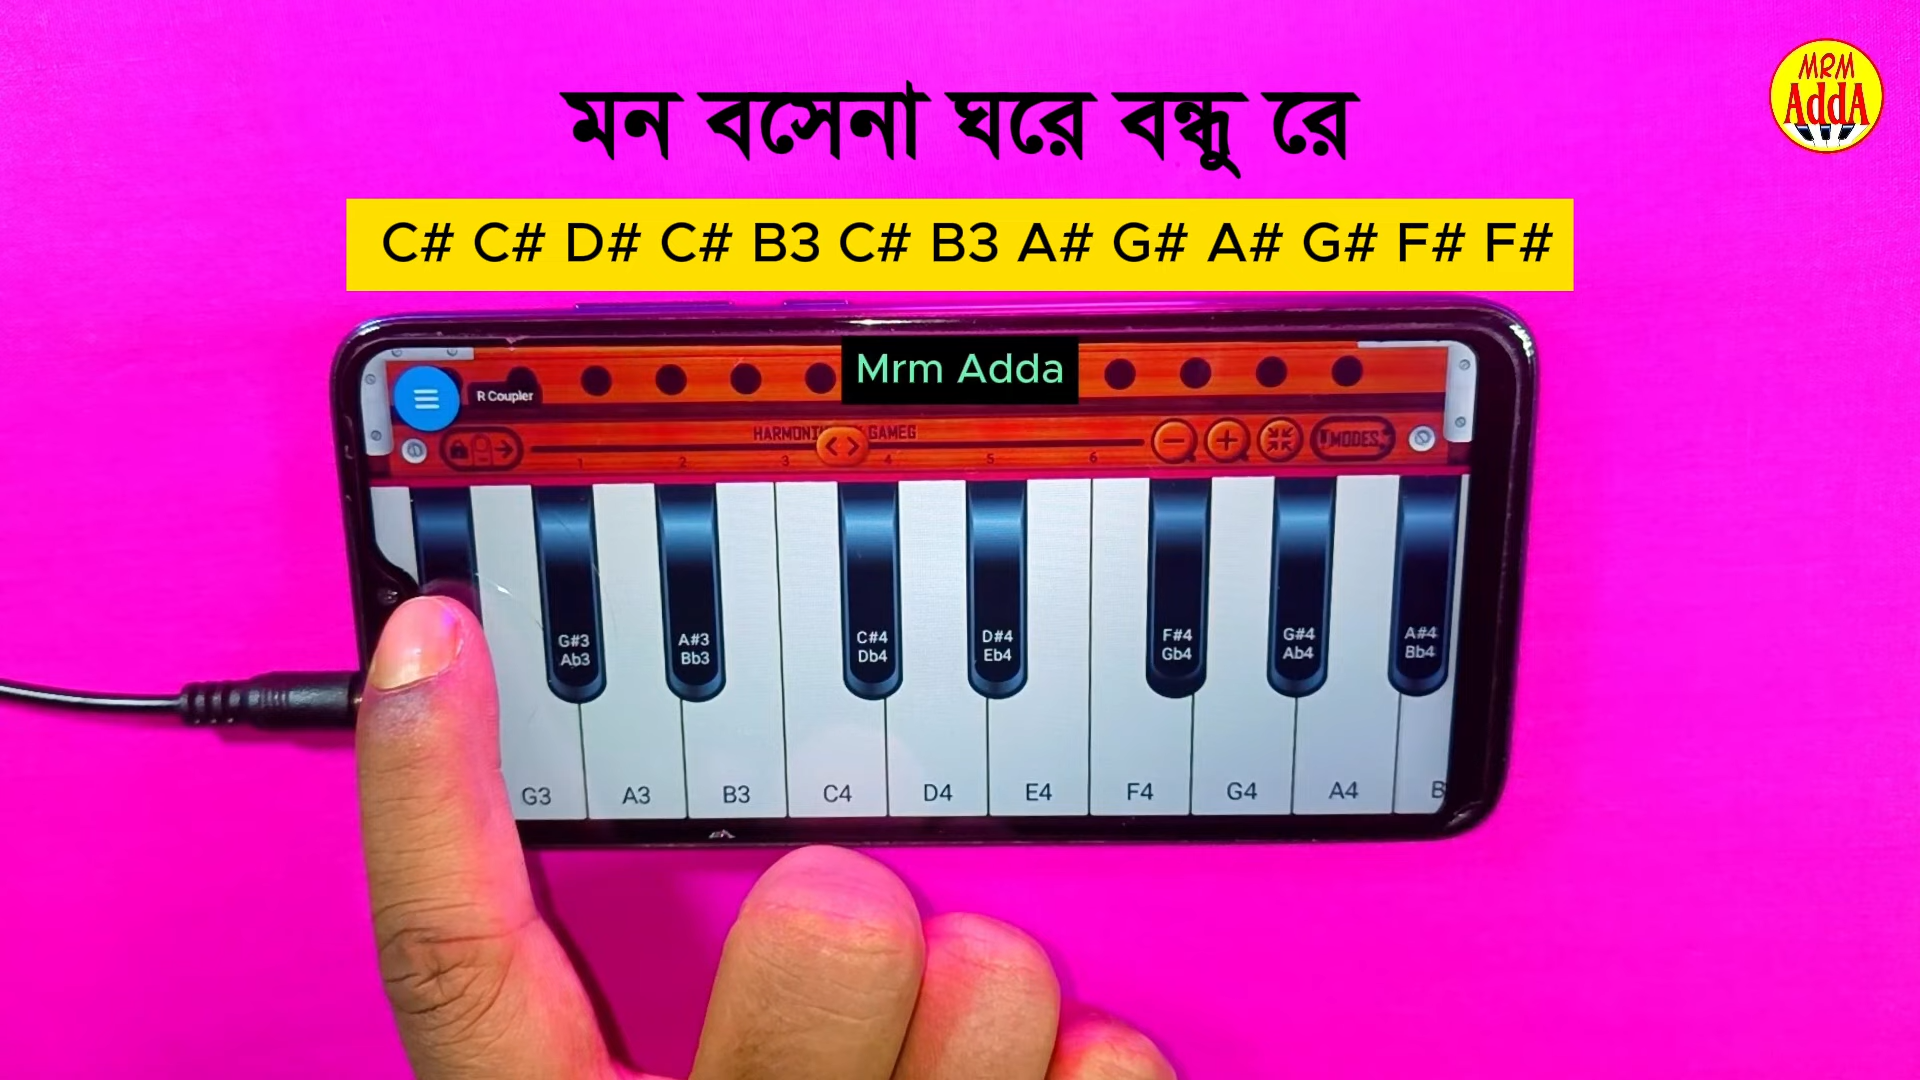 মন বসেনা ঘরে বন্ধু রে
MRM
AddA
C# C# D# C# B3 C# B3 A# G# A# G# F# F#
Mrm Adda
R Coupler
GAMEG
MODES
1 2 3 4 5 6
G#3 A#3 C#4 D#4 F#4 G#4 A#4
Ab3 Bb3 Db4 Eb4 Gb4 Ab4 Bb4
G3 A3 B3 C4 D4 E4 F4 G4 A4 B